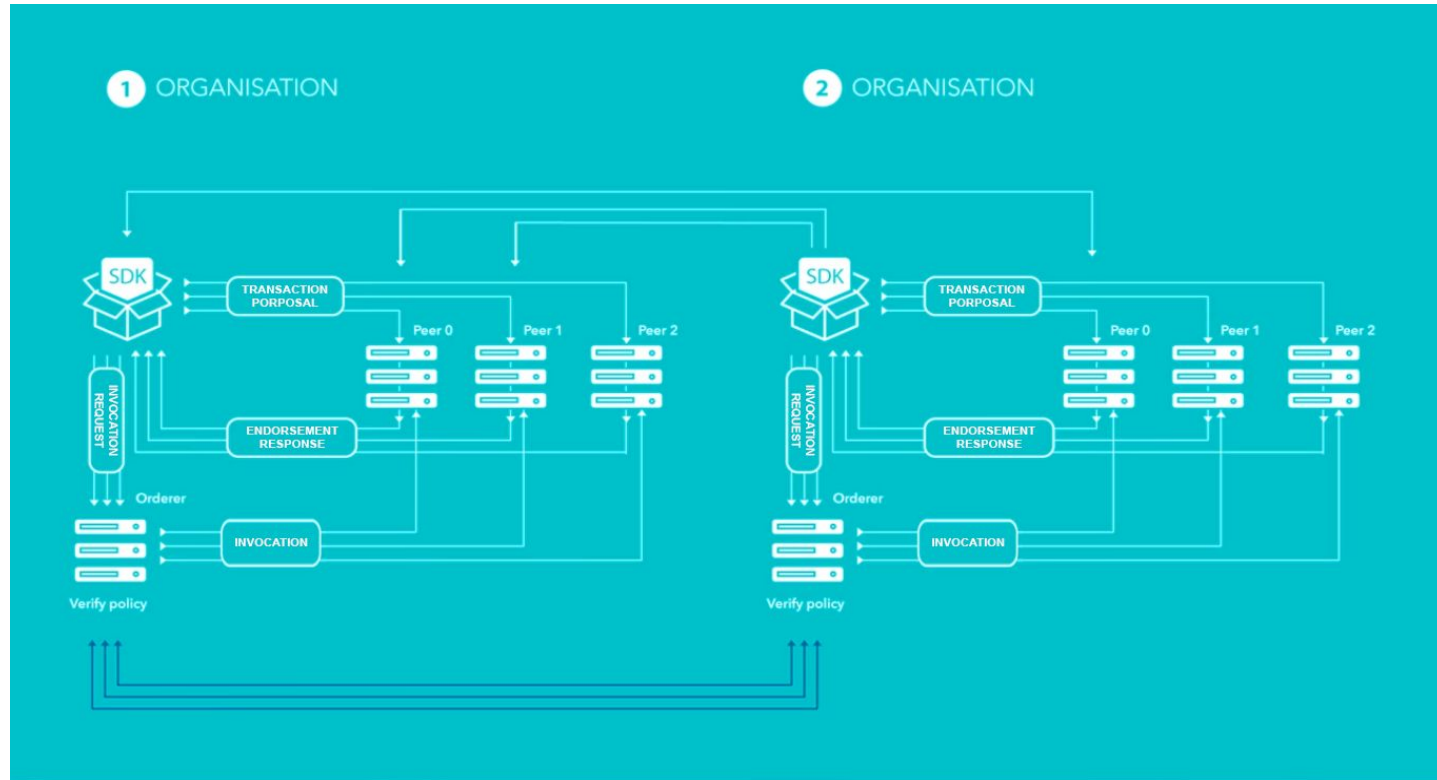 1 ORGANISATION
2 ORGANISATION
SDK
TRANSACTION
PORPOSAL
Peer 0
Peer 1
Peer 2
INVOCATION
REQUEST
ENDORSEMENT
RESPONSE
Orderer
INVOCATION
Verify policy
SDK
TRANSACTION
PORPOSAL
Peer 0
Peer 1
Peer 2
INVOCATION
REQUEST
ENDORSEMENT
RESPONSE
Orderer
INVOCATION
Verify policy